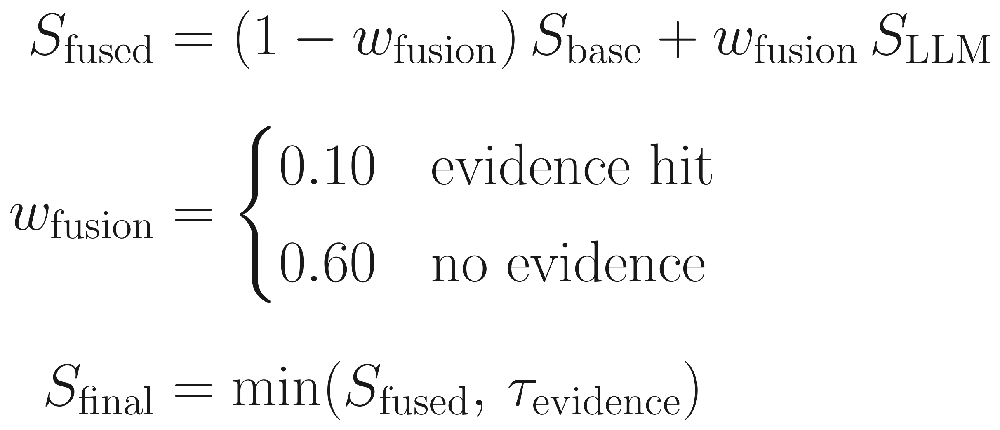 S_fused = (1 − w_fusion) S_base + w_fusion S_LLM
w_fusion = { 0.10 evidence hit
0.60 no evidence
S_final = min(S_fused, τ_evidence)